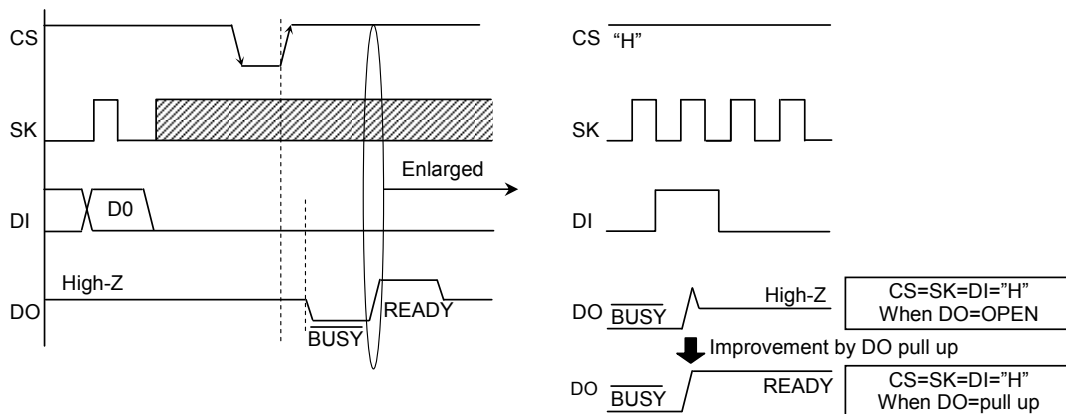 CS
SK
DI
D0
Enlarged
DO
High-Z
BUSY
READY
CS "H"
SK
DI
DO BUSY High-Z
CS=SK=DI="H"
When DO=OPEN
Improvement by DO pull up
DO BUSY READY
CS=SK=DI="H"
When DO=pull up